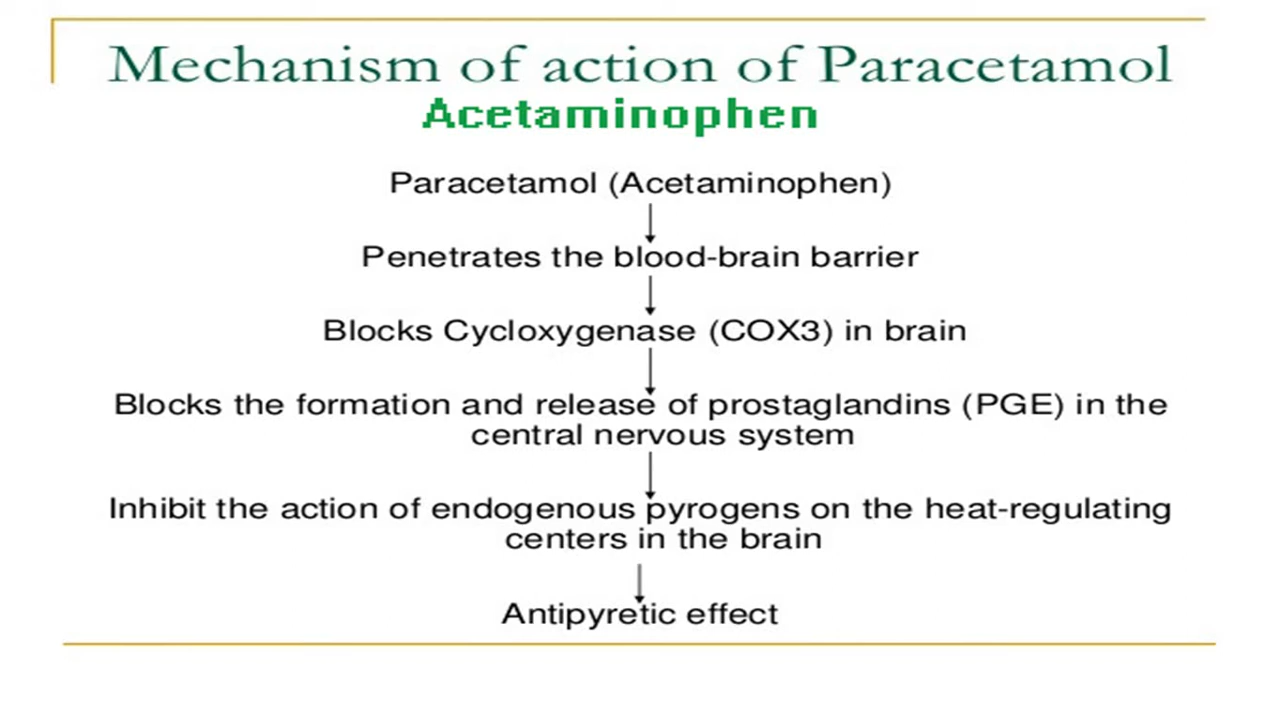 Mechanism of action of Paracetamol
Acetaminophen
Paracetamol (Acetaminophen)
Penetrates the blood-brain barrier
Blocks Cycloxygenase (COX3) in brain
Blocks the formation and release of prostaglandins (PGE) in the
central nervous system
Inhibit the action of endogenous pyrogens on the heat-regulating
centers in the brain
Antipyretic effect